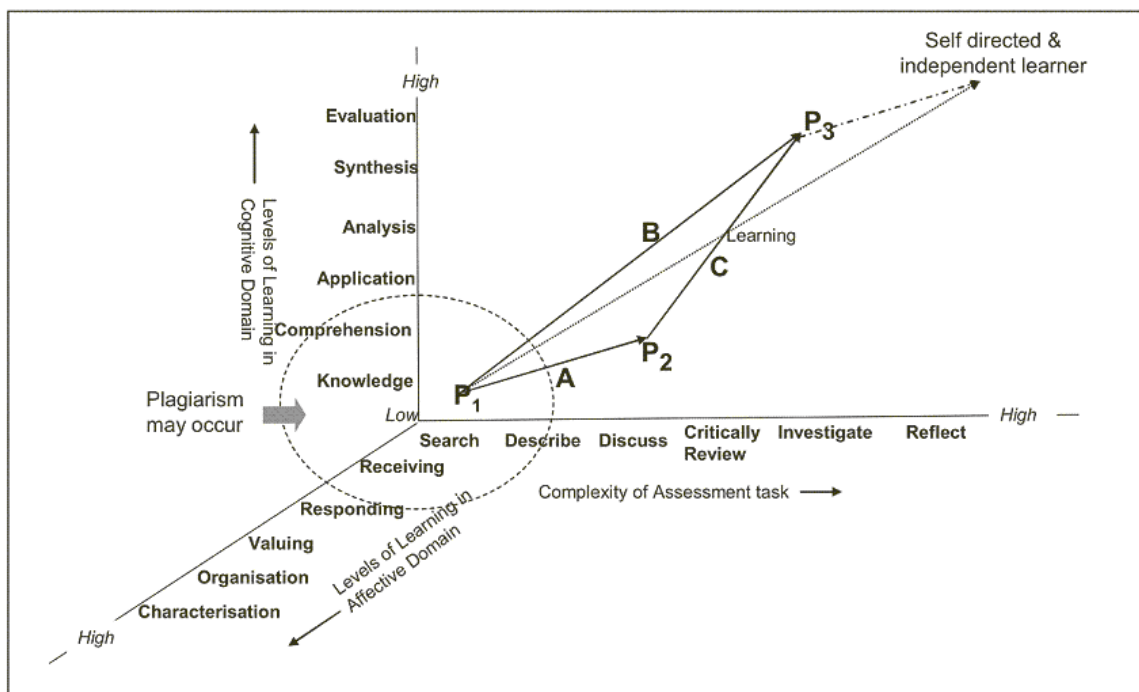 Self directed &
independent learner
High
Evaluation
P3
Synthesis
Levels of Learning in
Cognitive Domain
Analysis
B
Learning
C
Application
Comprehension
P2
A
Knowledge
P1
Plagiarism
may occur
Low
High
Search
Describe
Discuss
Critically
Review
Investigate
Reflect
Receiving
Complexity of Assessment task
Responding
Levels of Learning in
Affective Domain
Valuing
Organisation
Characterisation
High